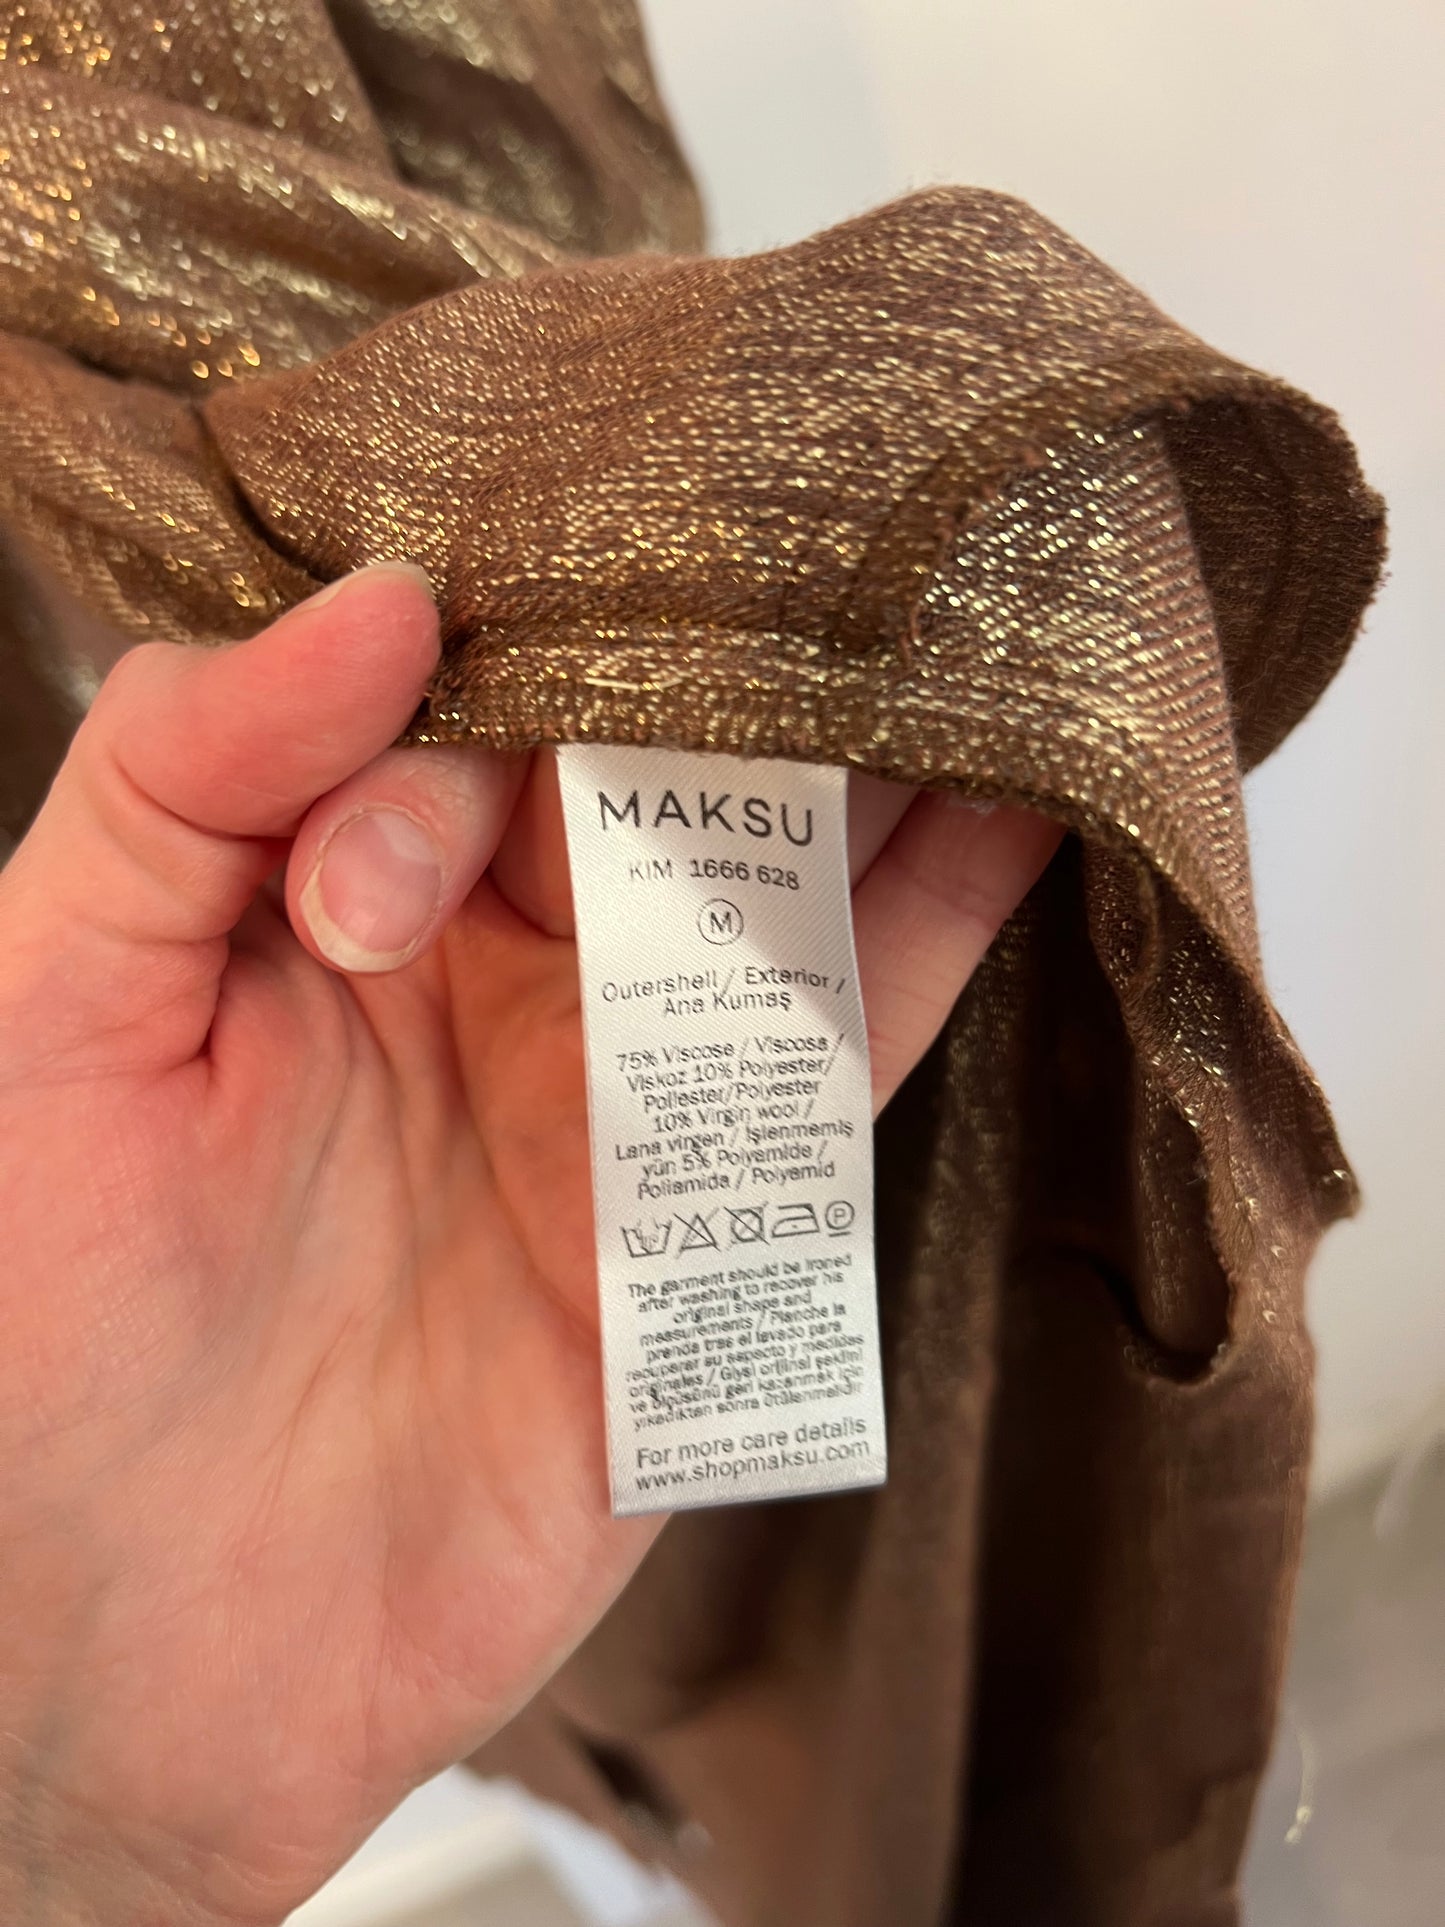 MAKSU
KIM 1666 628
M
Outershell / Exterior /
Ana Kumaş
75% Viscose / Viscosa /
Viskoz 10% Polyester/
Poliester/Polyester
10% Virgin wool /
Lana virgen / İşlenmemiş
yün 5% Polyamide /
Poliamida / Polyamid
P
The garment should be ironed
after washing to recover his
original shape and
measurements / Planche la
prenda tras el lavado para
recuperar su aspecto y medidas
originales / Giysi orijinal şeklini
ve ölçüsünü geri kazanmak için
yıkadıktan sonra ütülenmelidir
For more care details
www.shopmaksu.com